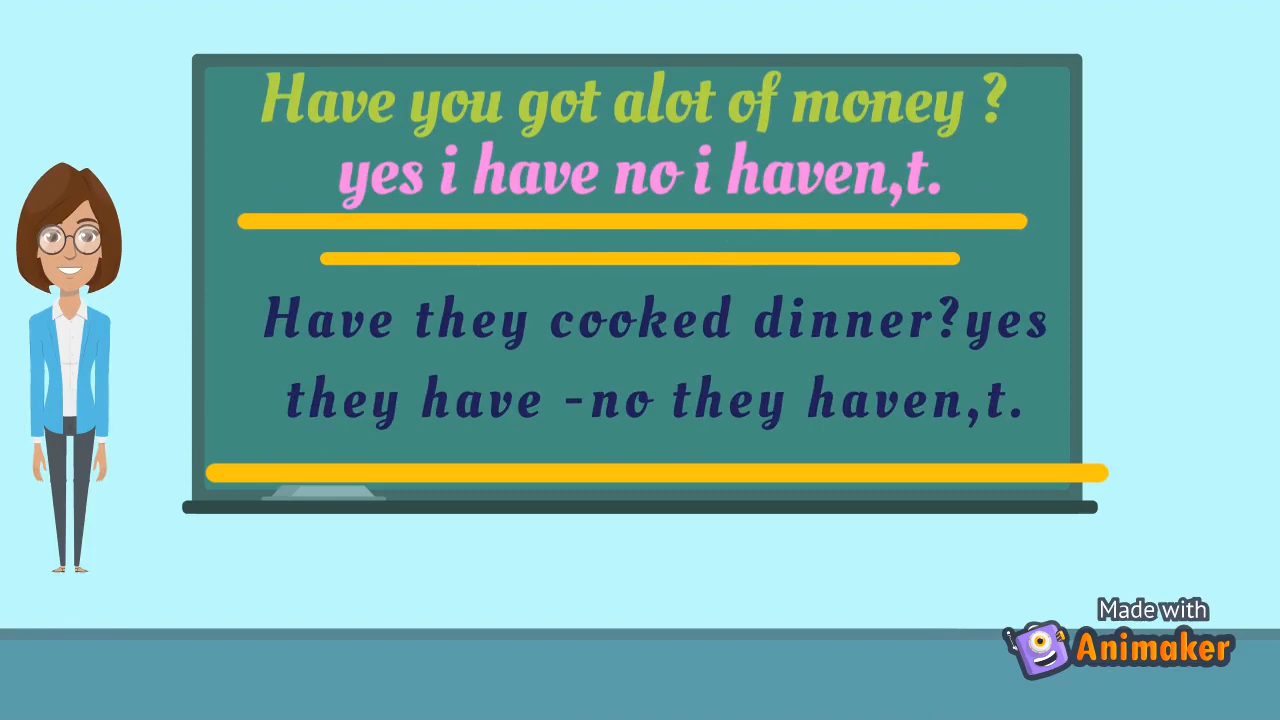 Have you got alot of money ?
yes i have no i haven,t.
Have they cooked dinner?yes
they have -no they haven,t.
Made with
Animaker